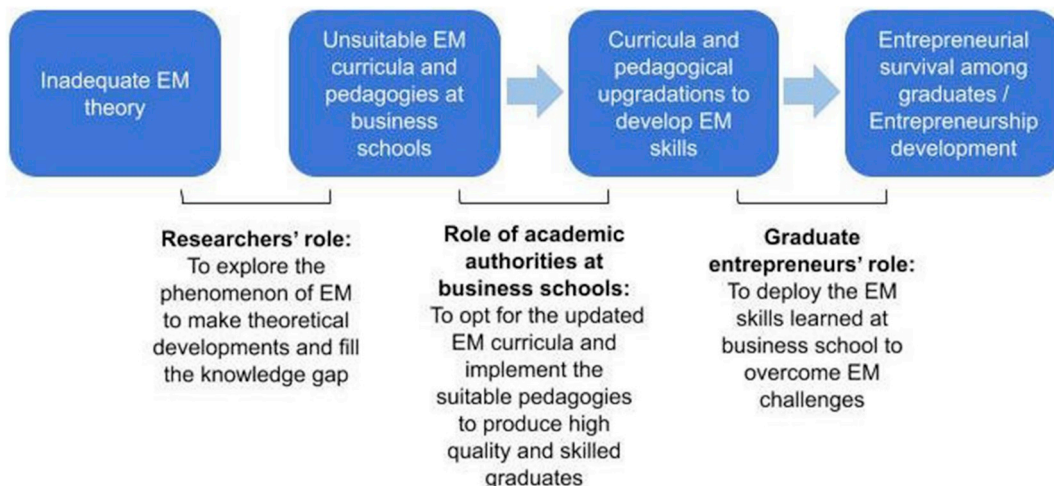 Inadequate EM
theory
Unsuitable EM
curricula and
pedagogies at
business
schools
Curricula and
pedagogical
upgradations to
develop EM
skills
Entrepreneurial
survival among
graduates /
Entrepreneurship
development
Researchers’ role:
To explore the
phenomenon of EM
to make theoretical
developments and fill
the knowledge gap
Role of academic
authorities at
business schools:
To opt for the updated
EM curricula and
implement the
suitable pedagogies
to produce high
quality and skilled
graduates
Graduate
entrepreneurs’ role:
To deploy the EM
skills learned at
business school to
overcome EM
challenges